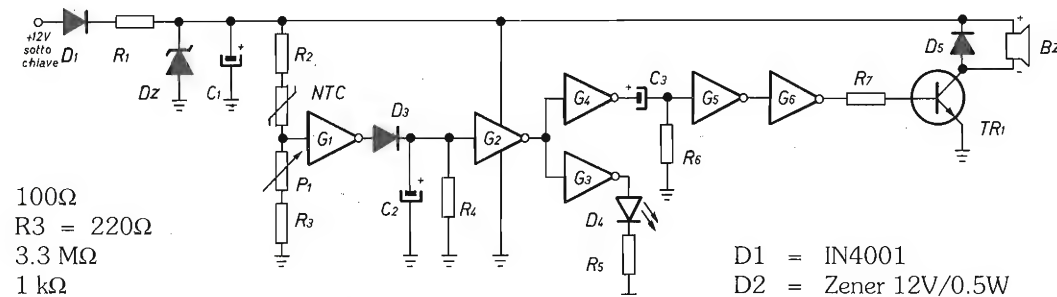 +12V
sotto
chiave
D1
R1
Dz
C1
+
R2
NTC
P1
R3
G1
D3
C2
+
R4
G2
G4
G3
+
C3
R6
G5
G6
D4
R5
R7
TR1
D5
+
-
Bz
100Ω
R3 = 220Ω
3.3 MΩ
1 kΩ
D1 = IN4001
D2 = Zener 12V/0.5W